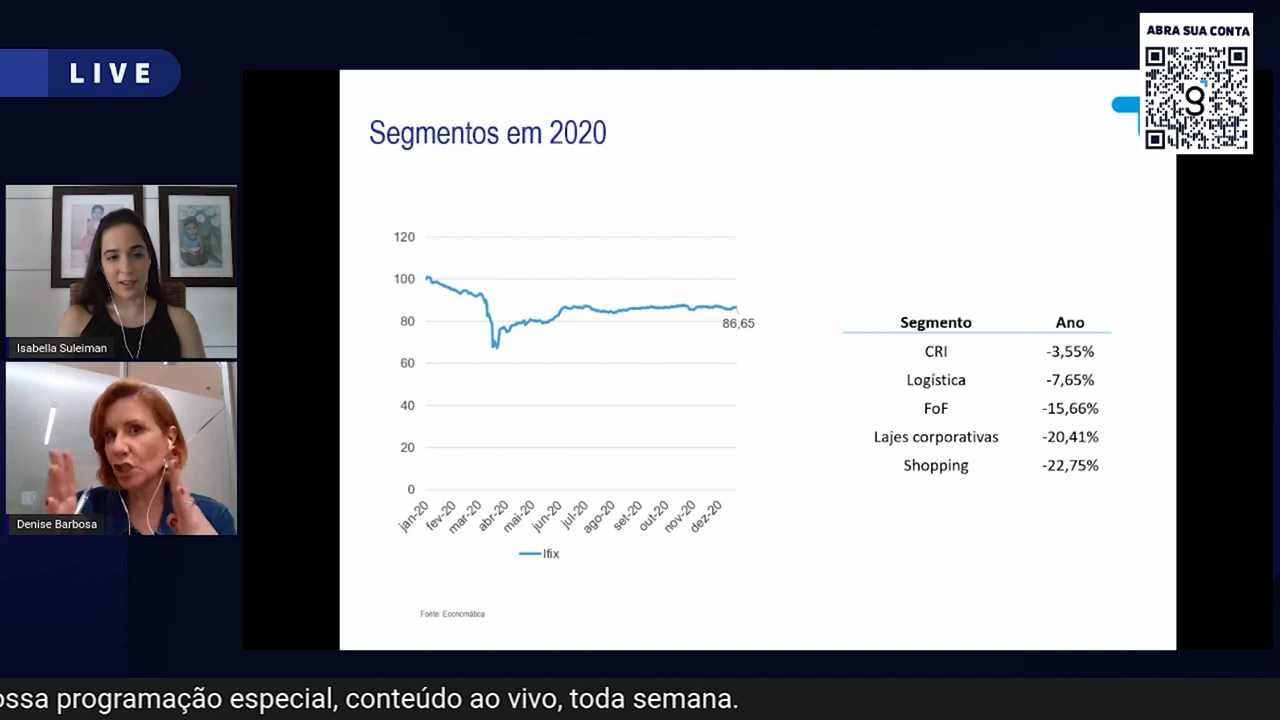 LIVE
ABRA SUA CONTA
Segmentos em 2020
120
100
80
60
40
20
0
86,65
jan-20
fev-20
mar-20
abr-20
mai-20
jun-20
jul-20
ago-20
set-20
out-20
nov-20
dez-20
Ifix
Fonte: Economática
Segmento Ano
CRI -3,55%
Logística -7,65%
FoF -15,66%
Lajes corporativas -20,41%
Shopping -22,75%
Isabella Suleiman
Denise Barbosa
ossa programação especial, conteúdo ao vivo, toda semana.